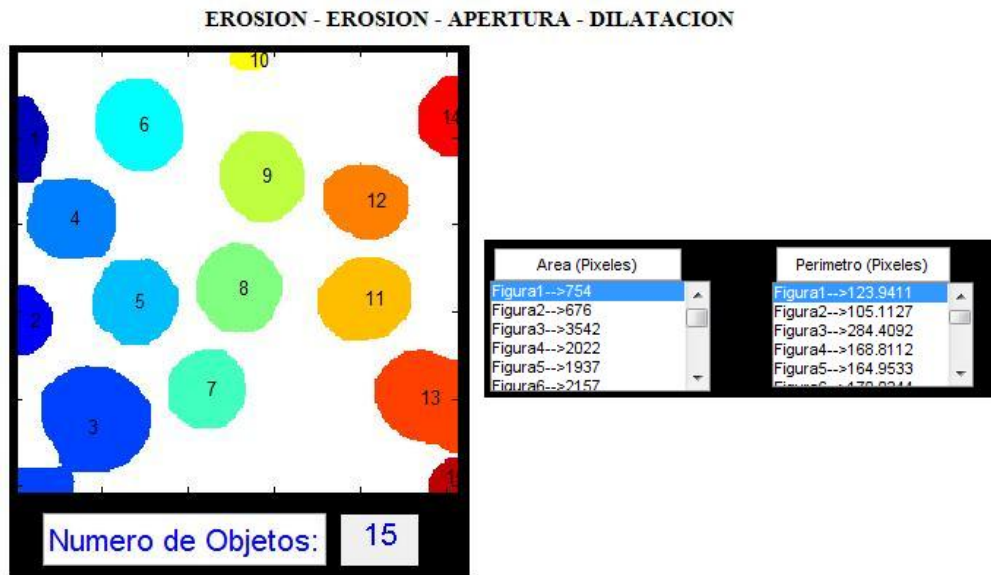 EROSION - EROSION - APERTURA - DILATACION
10
14
6
1
9
12
4
5
8
11
2
7
13
3
Numero de Objetos: 15
Area (Pixeles)
Figura1-->754
Figura2-->676
Figura3-->3542
Figura4-->2022
Figura5-->1937
Figura6-->2157
Perimetro (Pixeles)
Figura1-->123.9411
Figura2-->105.1127
Figura3-->284.4092
Figura4-->168.8112
Figura5-->164.9533